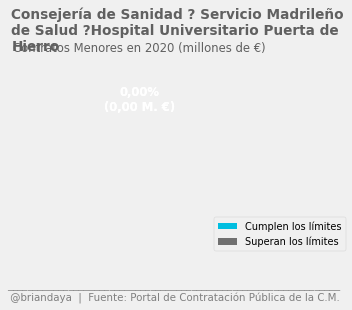 Consejería de Sanidad ? Servicio Madrileño
de Salud ?Hospital Universitario Puerta de
Hierro
Contratos Menores en 2020 (millones de €)
0,00%
(0,00 M. €)
Cumplen los límites
Superan los límites
@briandaya | Fuente: Portal de Contratación Pública de la C.M.